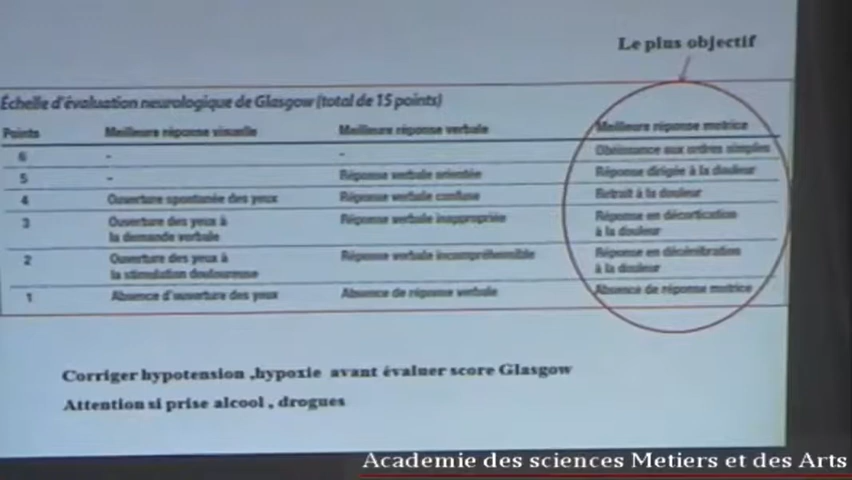 Le plus objectif
Échelle d'évaluation neurologique de Glasgow (total de 15 points)
Points Meilleure réponse visuelle Meilleure réponse verbale Meilleure réponse motrice
6 - - Obéissance aux ordres simples
5 - Réponse verbale orientée Réponse dirigée à la douleur
4 Ouverture spontanée des yeux Réponse verbale confuse Retrait à la douleur
3 Ouverture des yeux à Réponse verbale inappropriée Réponse en décortication
la demande verbale à la douleur
2 Ouverture des yeux à Réponse verbale incompréhensible Réponse en décérébration
la stimulation douloureuse à la douleur
1 Absence d'ouverture des yeux Absence de réponse verbale Absence de réponse motrice
Corriger hypotension ,hypoxie avant évaluer score Glasgow
Attention si prise alcool , drogues
Academie des sciences Metiers et des Arts